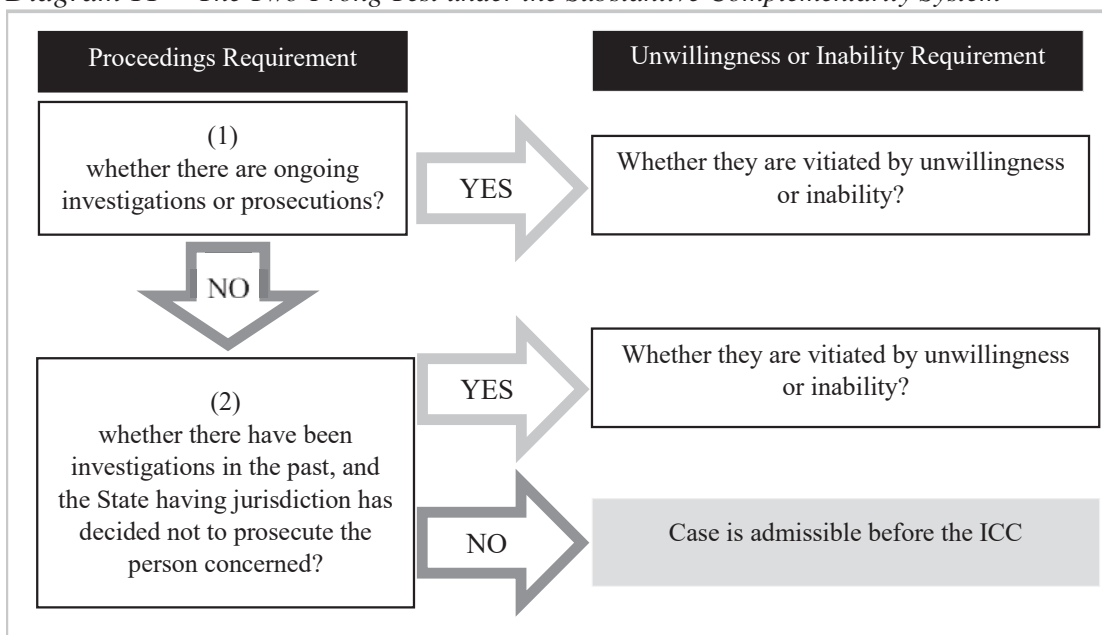 Diagram 11 – The Two-Prong Test under the Substantive Complementarity System
Proceedings Requirement
Unwillingness or Inability Requirement
(1)
whether there are ongoing
investigations or prosecutions?
YES
Whether they are vitiated by unwillingness
or inability?
NO
(2)
whether there have been
investigations in the past, and
the State having jurisdiction has
decided not to prosecute the
person concerned?
YES
Whether they are vitiated by unwillingness
or inability?
NO
Case is admissible before the ICC